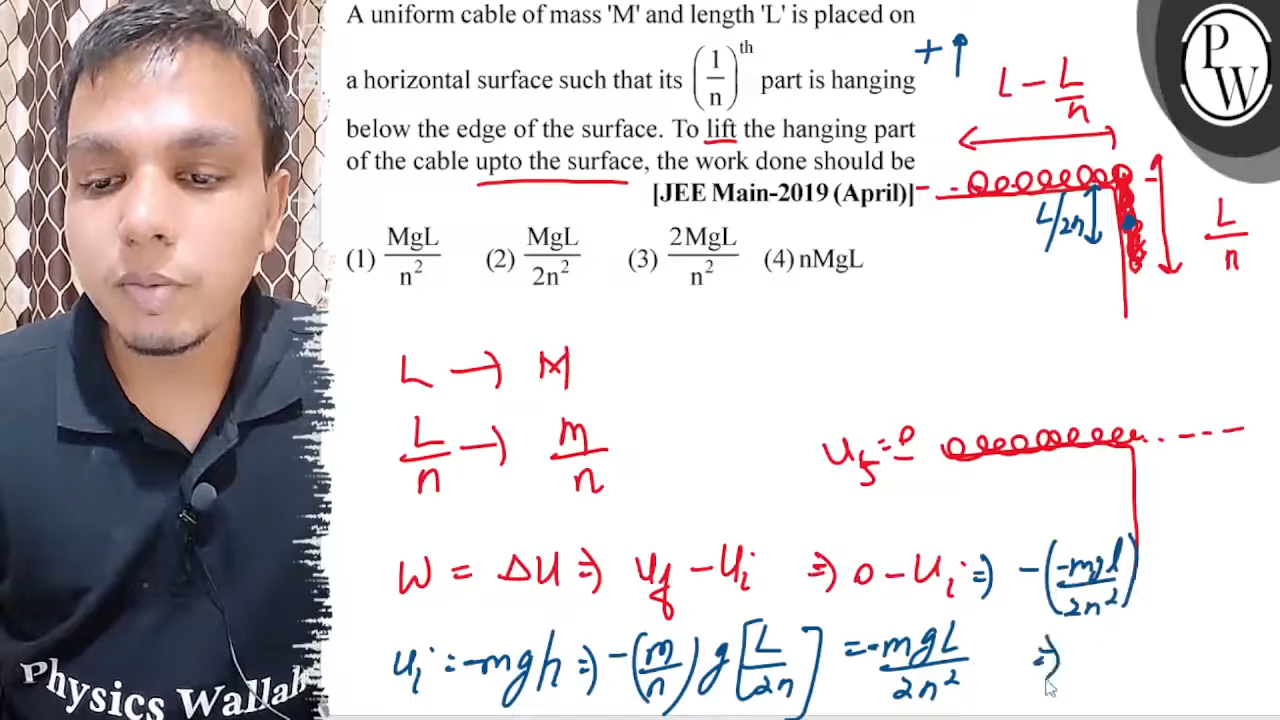 A uniform cable of mass 'M' and length 'L' is placed on
a horizontal surface such that its (1/n)th part is hanging
below the edge of the surface. To lift the hanging part
of the cable upto the surface, the work done should be
[JEE Main-2019 (April)]
(1) MgL/n² (2) MgL/2n² (3) 2MgL/n² (4) nMgL
+↑
L - L/n
L/2n
L/n
PW
L → M
L/n → m/n
U_f = 0
W = ΔU ⇒ U_f - U_i ⇒ 0 - U_i ⇒ -(-mgl/2n²)
U_i = -mgh ⇒ -(m/n) g [L/2n] = -mgL/2n² ⇒
Physics Wallah